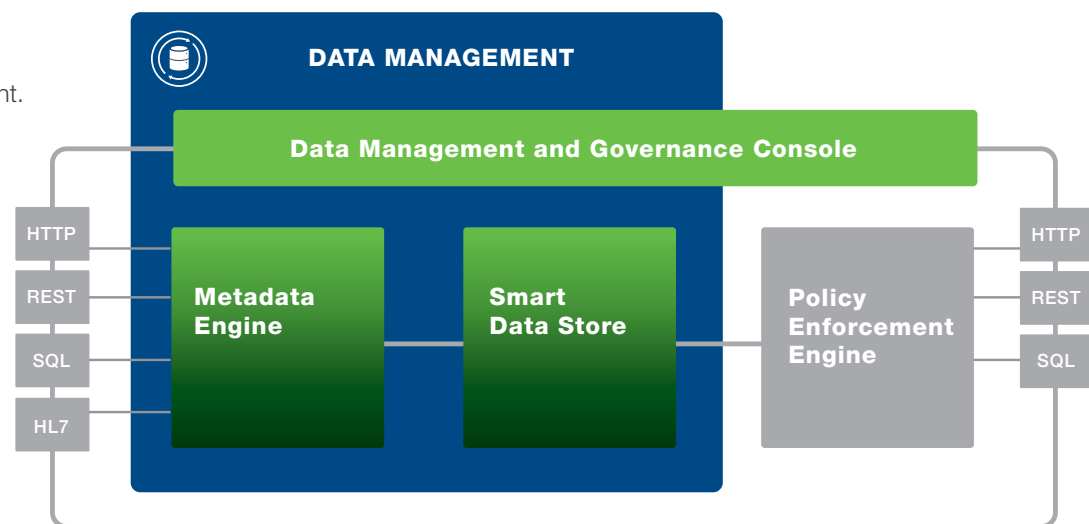 nt.
DATA MANAGEMENT
Data Management and Governance Console
HTTP
REST
SQL
HL7
Metadata
Engine
Smart
Data Store
Policy
Enforcement
Engine
HTTP
REST
SQL